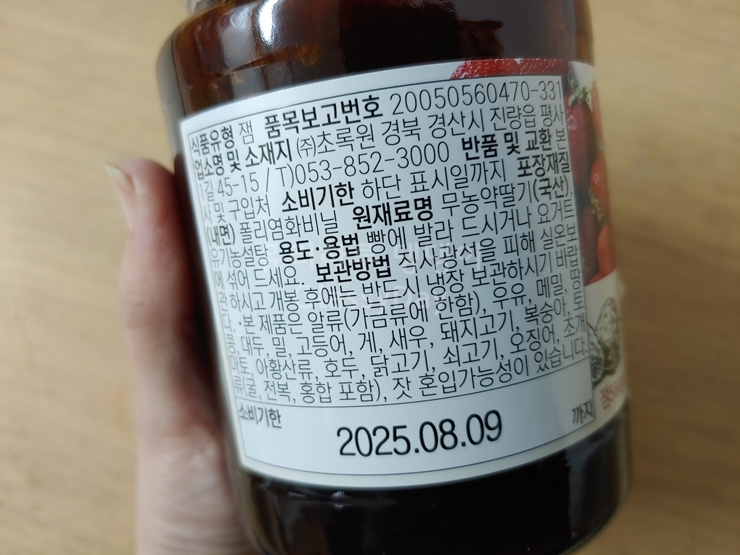 식품유형 잼 품목보고번호 20050560470-331
업소명 및 소재지 ㈜초록원 경북 경산시 진량읍 평사
1길 45-15 / T)053-852-3000 반품 및 교환 본
사 및 구입처 소비기한 하단 표시일까지 포장재질
(내면) 폴리염화비닐 원재료명 무농약딸기(국산),
유기농설탕 용도·용법 빵에 발라 드시거나 요거트
에 섞어 드세요. 보관방법 직사광선을 피해 실온보
관 하시고 개봉 후에는 반드시 냉장 보관하시기 바랍
다. ·본 제품은 알류(가금류에 한함), 우유, 메밀, 땅
콩, 대두, 밀, 고등어, 게, 새우, 돼지고기, 복숭아, 토
마토, 아황산류, 호두, 닭고기, 쇠고기, 오징어, 조개
류(굴, 전복, 홍합 포함), 잣 혼입가능성이 있습니다.
소비기한 2025.08.09 까지